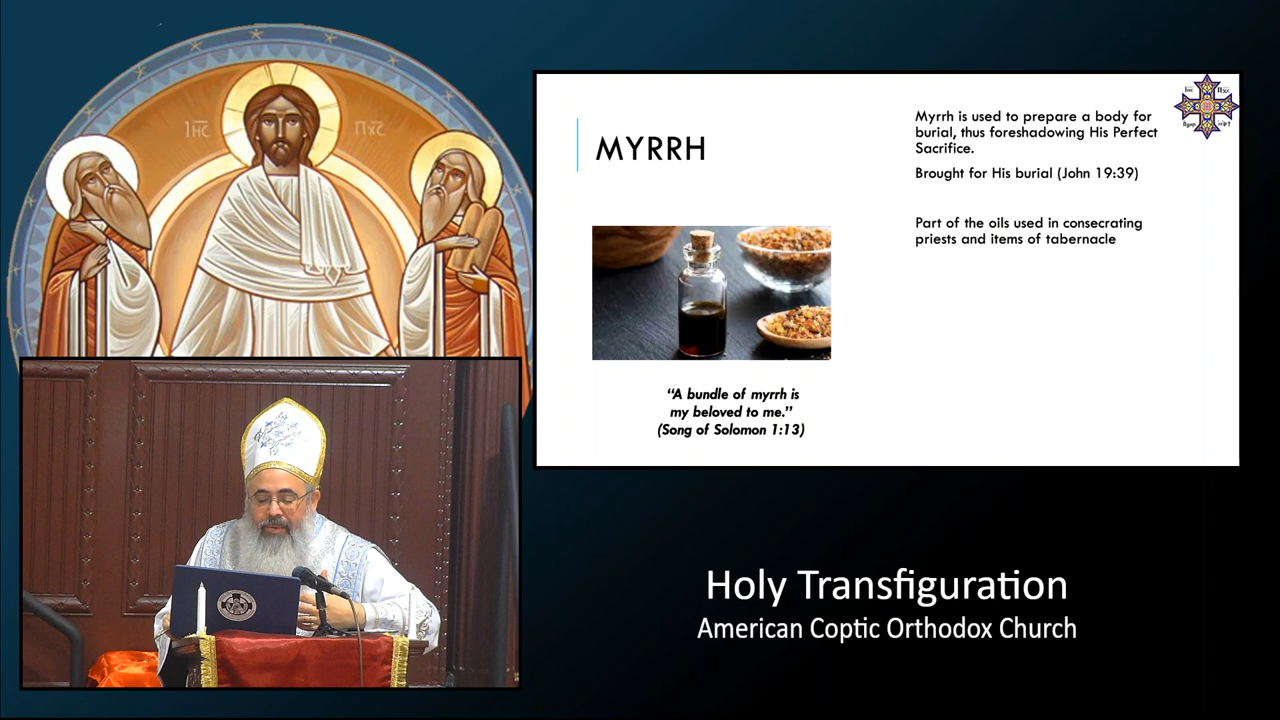 ΙΗC ΠΧC
MYRRH
Myrrh is used to prepare a body for
burial, thus foreshadowing His Perfect
Sacrifice.
Brought for His burial (John 19:39)
Part of the oils used in consecrating
priests and items of tabernacle
“A bundle of myrrh is
my beloved to me.”
(Song of Solomon 1:13)
Holy Transfiguration
American Coptic Orthodox Church